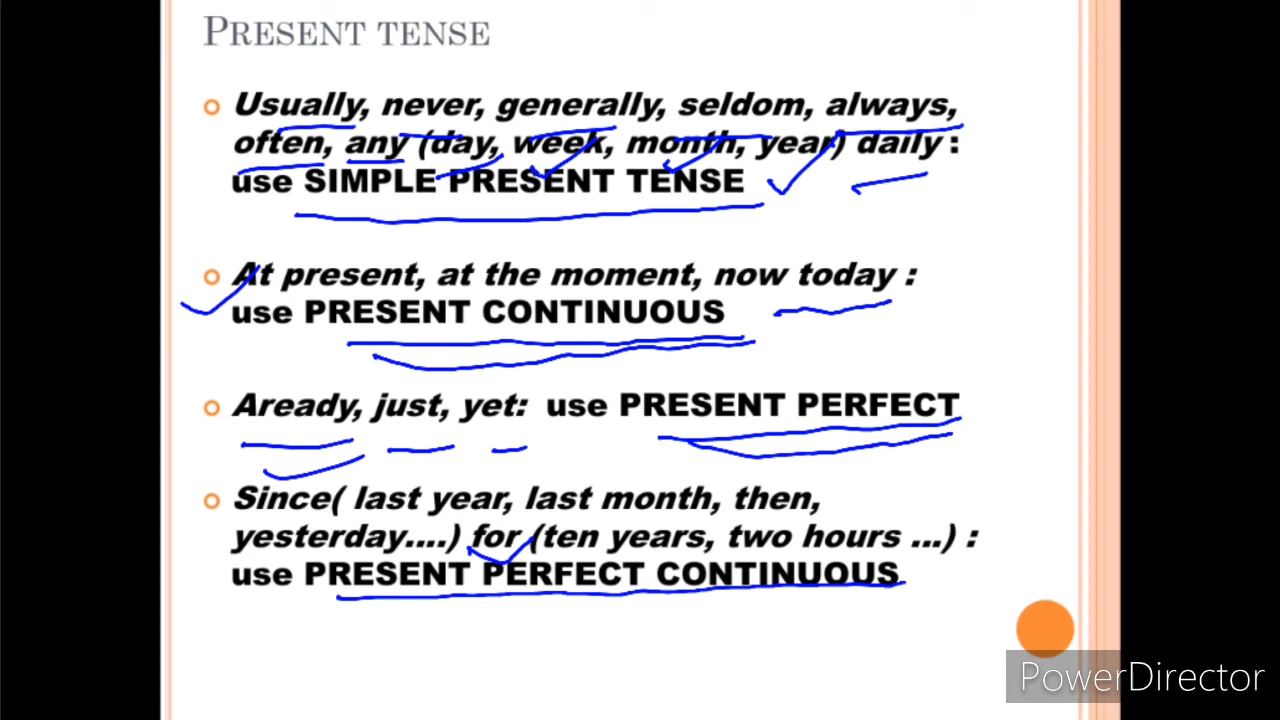 PRESENT TENSE
Usually, never, generally, seldom, always,
often, any (day, week, month, year) daily :
use SIMPLE PRESENT TENSE
At present, at the moment, now today :
use PRESENT CONTINUOUS
Aready, just, yet: use PRESENT PERFECT
Since( last year, last month, then,
yesterday....) for (ten years, two hours ...) :
use PRESENT PERFECT CONTINUOUS
PowerDirector